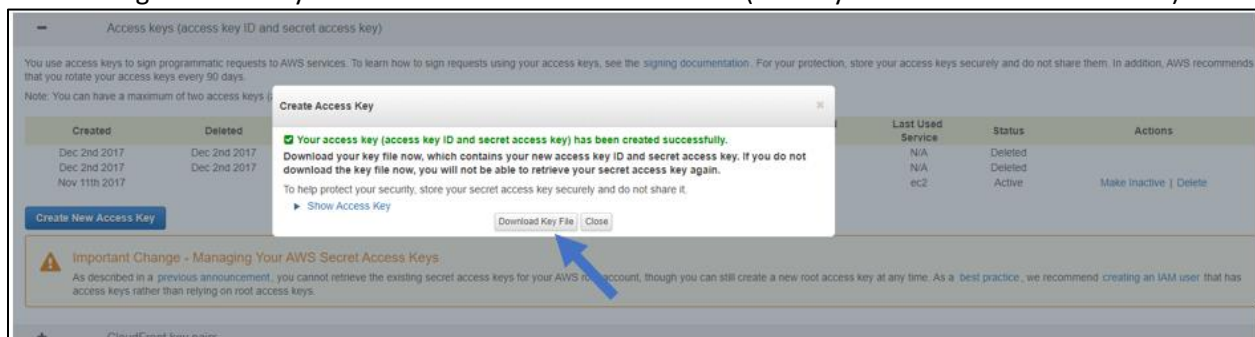 Access keys (access key ID and secret access key)
You use access keys to sign programmatic requests to AWS services. To learn how to sign requests using your access keys, see the signing documentation. For your protection, store your access keys securely and do not share them. In addition, AWS recommends
that you rotate your access keys every 90 days.
Note: You can have a maximum of two access keys (
Create Access Key
Your access key (access key ID and secret access key) has been created successfully.
Download your key file now, which contains your new access key ID and secret access key. If you do not
download the key file now, you will not be able to retrieve your secret access key again.
To help protect your security, store your secret access key securely and do not share it.
Show Access Key
Download Key File Close
Created Deleted Last Used Service Status Actions
Dec 2nd 2017 Dec 2nd 2017 N/A Deleted
Dec 2nd 2017 Dec 2nd 2017 N/A Deleted
Nov 11th 2017 ec2 Active Make Inactive | Delete
Create New Access Key
Important Change - Managing Your AWS Secret Access Keys
As described in a previous announcement, you cannot retrieve the existing secret access keys for your AWS root account, though you can still create a new root access key at any time. As a best practice, we recommend creating an IAM user that has
access keys rather than relying on root access keys.